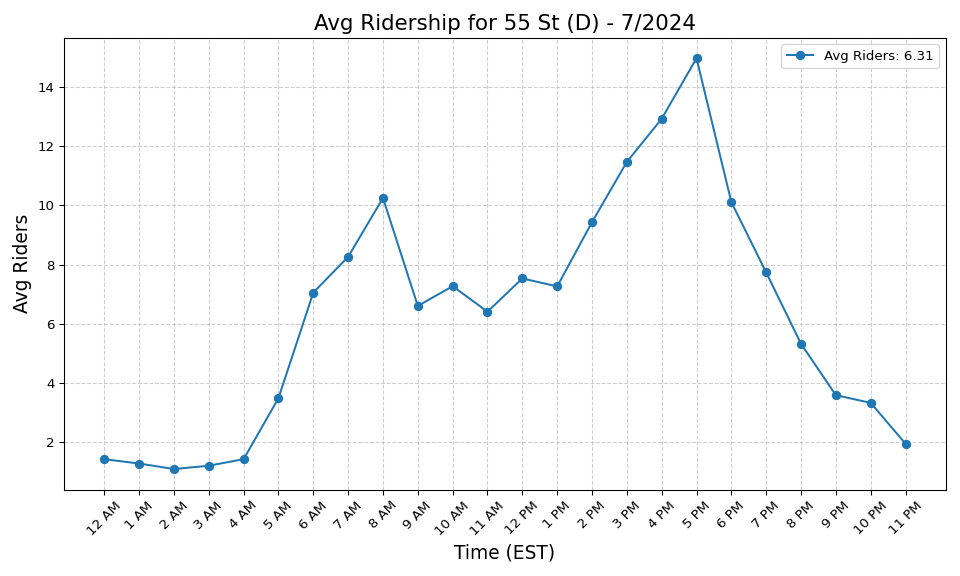 Avg Ridership for 55 St (D) - 7/2024
Avg Riders: 6.31
Avg Riders
14
12
10
8
6
4
2
12 AM
1 AM
2 AM
3 AM
4 AM
5 AM
6 AM
7 AM
8 AM
9 AM
10 AM
11 AM
12 PM
1 PM
2 PM
3 PM
4 PM
5 PM
6 PM
7 PM
8 PM
9 PM
10 PM
11 PM
Time (EST)